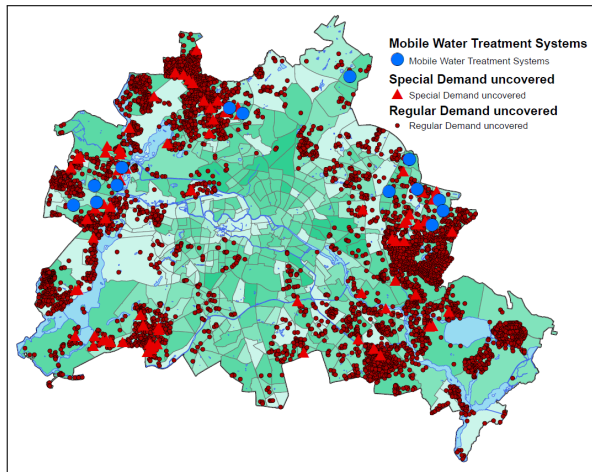 Mobile Water Treatment Systems
Mobile Water Treatment Systems
Special Demand uncovered
Special Demand uncovered
Regular Demand uncovered
Regular Demand uncovered